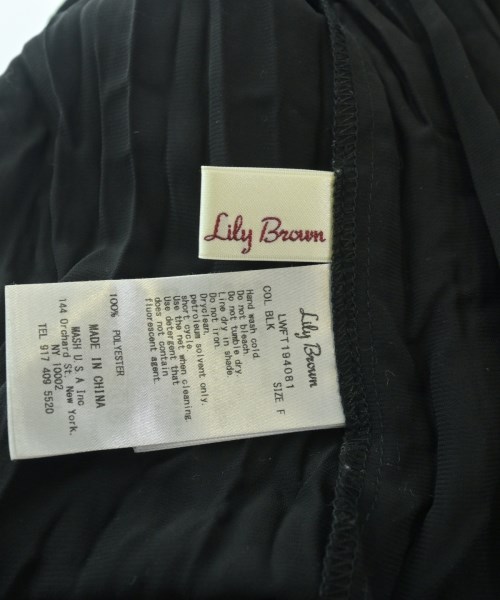 Lily Brown
Lily Brown
LWFT194081
COL BLK SIZE F
Hand wash cold.
Do not bleach
Do not tumble dry.
Line dry in shade.
Do not iron.
Dryclean.
petroleum solvent only.
short cycle.
Use the net when cleaning
Use detergent that
does not contain
fluorescent agent
100% POLYESTER
MADE IN CHINA
MASH U.S.A Inc
144 Orchard St. New York.
NY 10002
TEL 917 409 5520